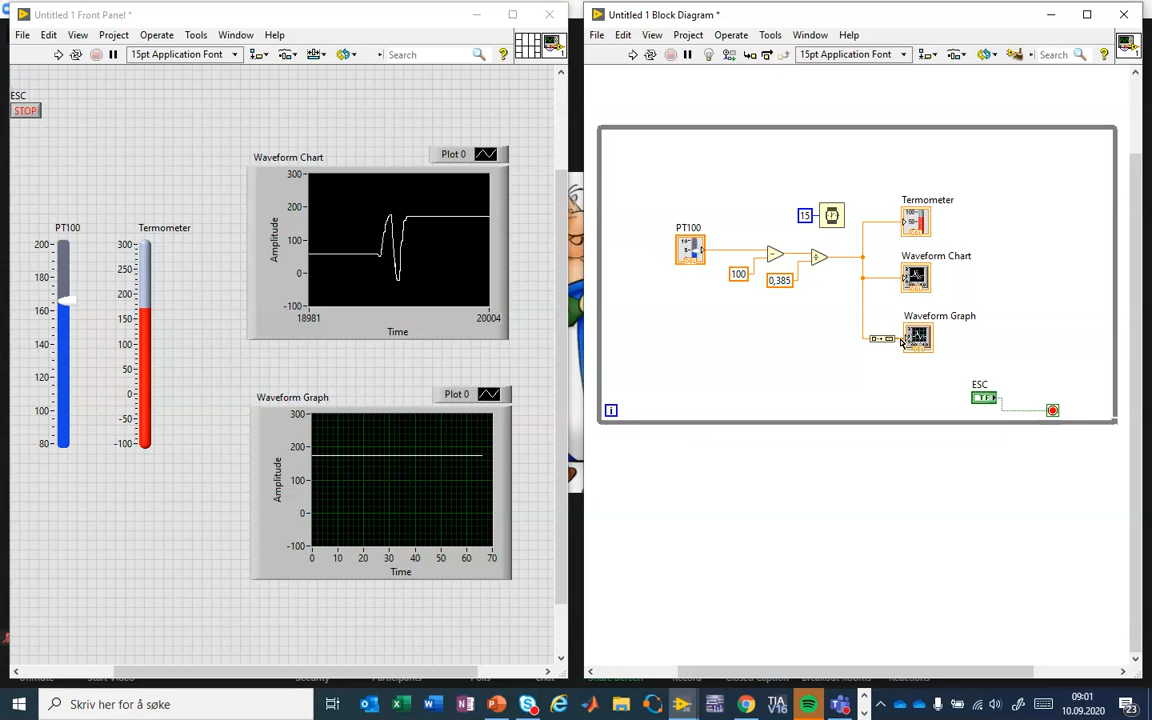 Untitled 1 Front Panel *
File Edit View Project Operate Tools Window Help
15pt Application Font
Search
ESC
STOP
PT100
200
180
160
140
120
100
80
Termometer
300
250
200
150
100
50
0
-50
-100
Waveform Chart
Plot 0
300
200
100
0
-100
Amplitude
18981 20004
Time
Waveform Graph
Plot 0
300
200
100
0
-100
Amplitude
0 10 20 30 40 50 60 70
Time
Untitled 1 Block Diagram *
File Edit View Project Operate Tools Window Help
15pt Application Font
Search
PT100
15
100
0,385
Termometer
Waveform Chart
Waveform Graph
ESC
TF
i
Skriv her for å søke
TIA
V16
09:01
10.09.2020
23